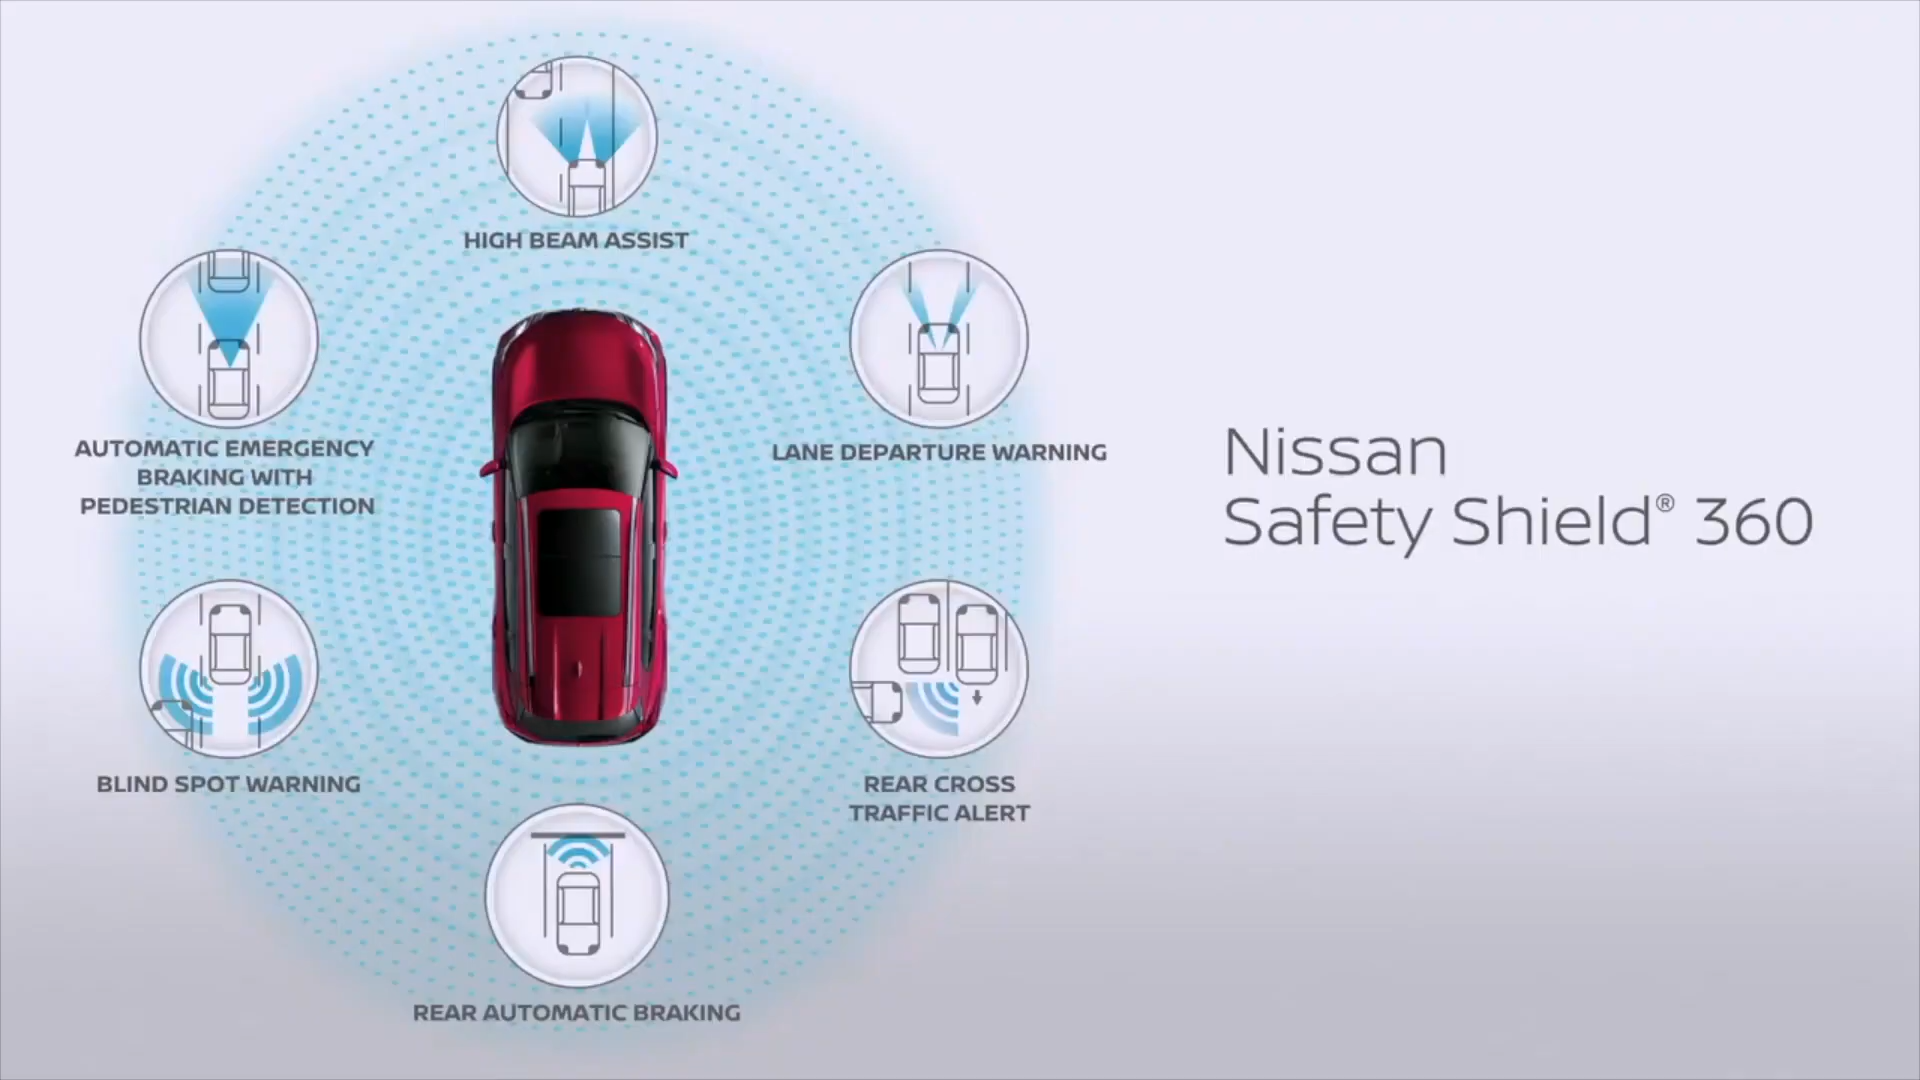 HIGH BEAM ASSIST
AUTOMATIC EMERGENCY
BRAKING WITH
PEDESTRIAN DETECTION
LANE DEPARTURE WARNING
Nissan
Safety Shield® 360
BLIND SPOT WARNING
REAR CROSS
TRAFFIC ALERT
REAR AUTOMATIC BRAKING